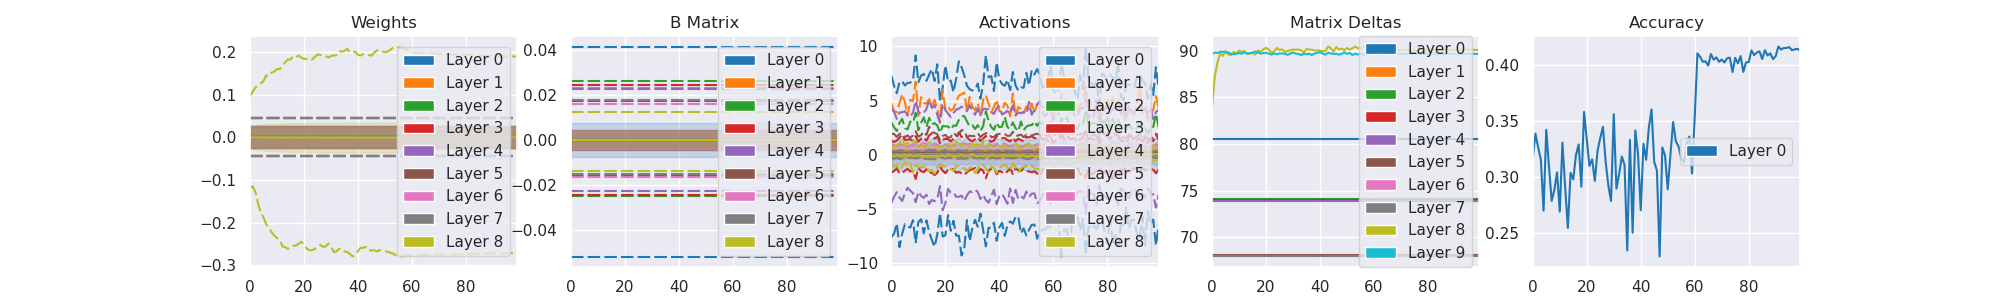 Weights
0.2
0.1
0.0
−0.1
−0.2
−0.3
0 20 40 60 80
Layer 0
Layer 1
Layer 2
Layer 3
Layer 4
Layer 5
Layer 6
Layer 7
Layer 8
B Matrix
0.04
0.02
0.00
−0.02
−0.04
0 20 40 60 80
Layer 0
Layer 1
Layer 2
Layer 3
Layer 4
Layer 5
Layer 6
Layer 7
Layer 8
Activations
10
5
0
−5
−10
0 20 40 60 80
Layer 0
Layer 1
Layer 2
Layer 3
Layer 4
Layer 5
Layer 6
Layer 7
Layer 8
Matrix Deltas
90
85
80
75
70
0 20 40 60 80
Layer 0
Layer 1
Layer 2
Layer 3
Layer 4
Layer 5
Layer 6
Layer 7
Layer 8
Layer 9
Accuracy
0.40
0.35
0.30
0.25
0 20 40 60 80
Layer 0